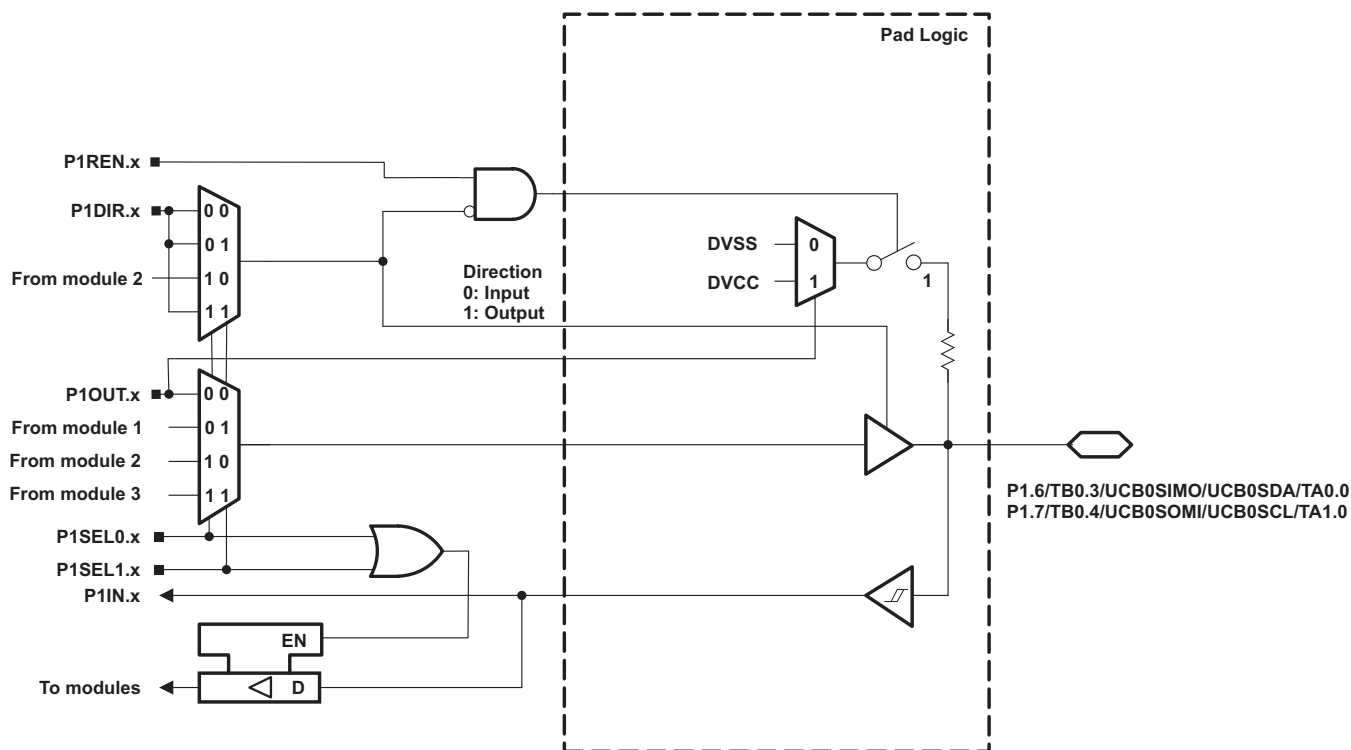 Pad Logic
P1REN.x
P1DIR.x
0 0
0 1
From module 2
1 0
1 1
Direction
0: Input
1: Output
DVSS
0
DVCC
1
1
P1OUT.x
0 0
From module 1
0 1
From module 2
1 0
From module 3
1 1
P1.6/TB0.3/UCB0SIMO/UCB0SDA/TA0.0
P1.7/TB0.4/UCB0SOMI/UCB0SCL/TA1.0
P1SEL0.x
P1SEL1.x
P1IN.x
EN
To modules
D